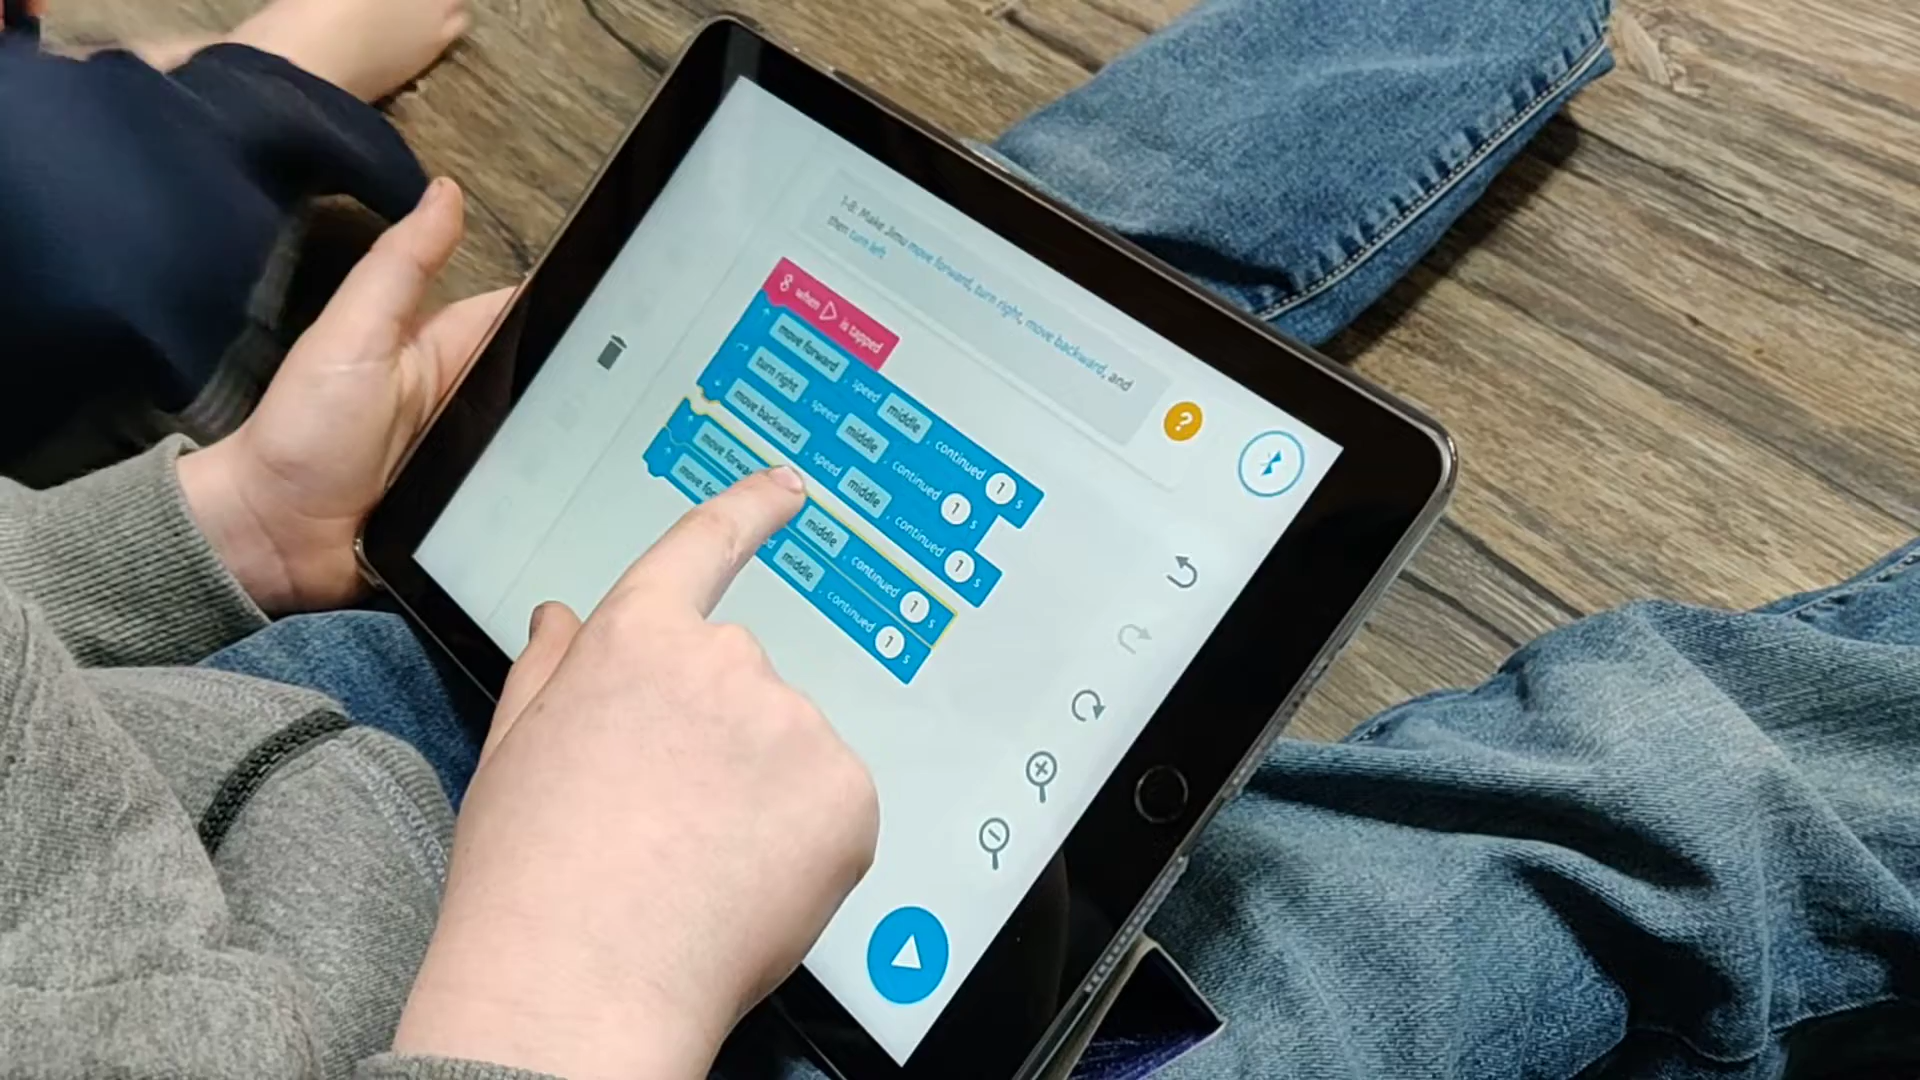 1-8: Make Jimu move forward, turn right, move backward, and
then turn left
?
when is tapped
move forward , speed middle , continued 1 s
turn right , speed middle , continued 1 s
move backward , speed middle , continued 1 s
move forward middle , continued 1 s
move middle , continued 1 s